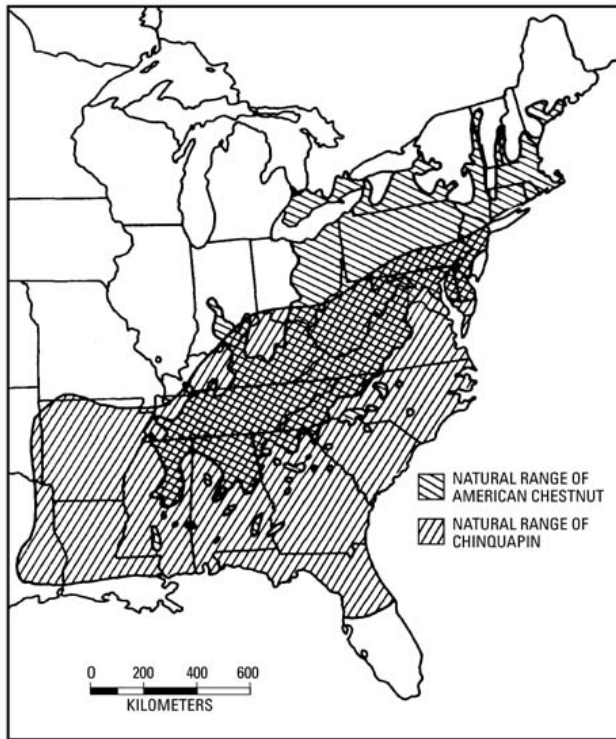 NATURAL RANGE OF
AMERICAN CHESTNUT
NATURAL RANGE OF
CHINQUAPIN
0 200 400 600
KILOMETERS